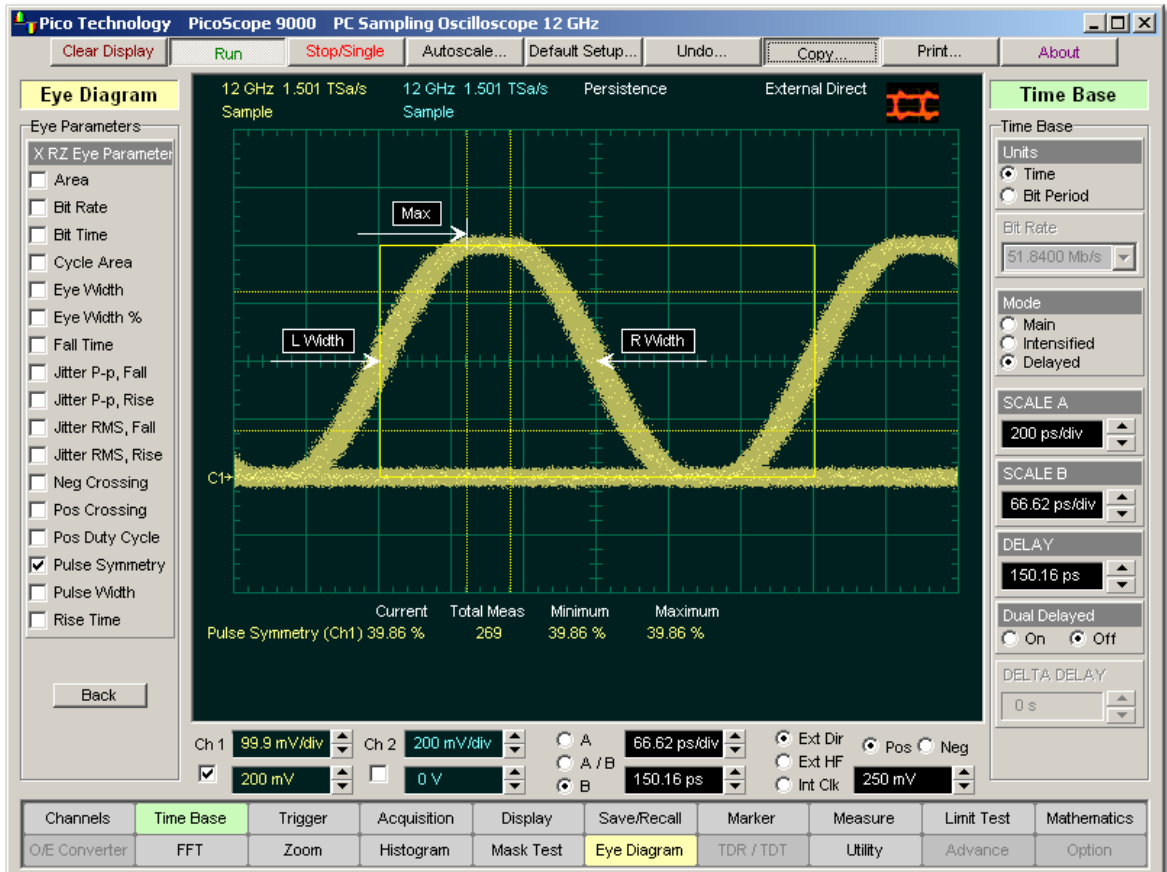 Pico Technology PicoScope 9000 PC Sampling Oscilloscope 12 GHz
Clear Display Run Stop/Single Autoscale... Default Setup... Undo... Copy... Print... About
Eye Diagram
Eye Parameters
X RZ Eye Parameter
Area
Bit Rate
Bit Time
Cycle Area
Eye Width
Eye Width %
Fall Time
Jitter P-p, Fall
Jitter P-p, Rise
Jitter RMS, Fall
Jitter RMS, Rise
Neg Crossing
Pos Crossing
Pos Duty Cycle
Pulse Symmetry
Pulse Width
Rise Time
Back
12 GHz 1.501 TSa/s 12 GHz 1.501 TSa/s Persistence External Direct
Sample Sample
Max
L Width R Width
C1
Current Total Meas Minimum Maximum
Pulse Symmetry (Ch1) 39.86 % 269 39.86 % 39.86 %
Time Base
Time Base
Units
Time
Bit Period
Bit Rate
51.8400 Mb/s
Mode
Main
Intensified
Delayed
SCALE A
200 ps/div
SCALE B
66.62 ps/div
DELAY
150.16 ps
Dual Delayed
On Off
DELTA DELAY
0 s
Ch 1 99.9 mV/div Ch 2 200 mV/div A 66.62 ps/div Ext Dir Pos Neg
A / B Ext HF
200 mV 0 V B 150.16 ps Int Clk 250 mV
Channels Time Base Trigger Acquisition Display Save/Recall Marker Measure Limit Test Mathematics
O/E Converter FFT Zoom Histogram Mask Test Eye Diagram TDR / TDT Utility Advance Option